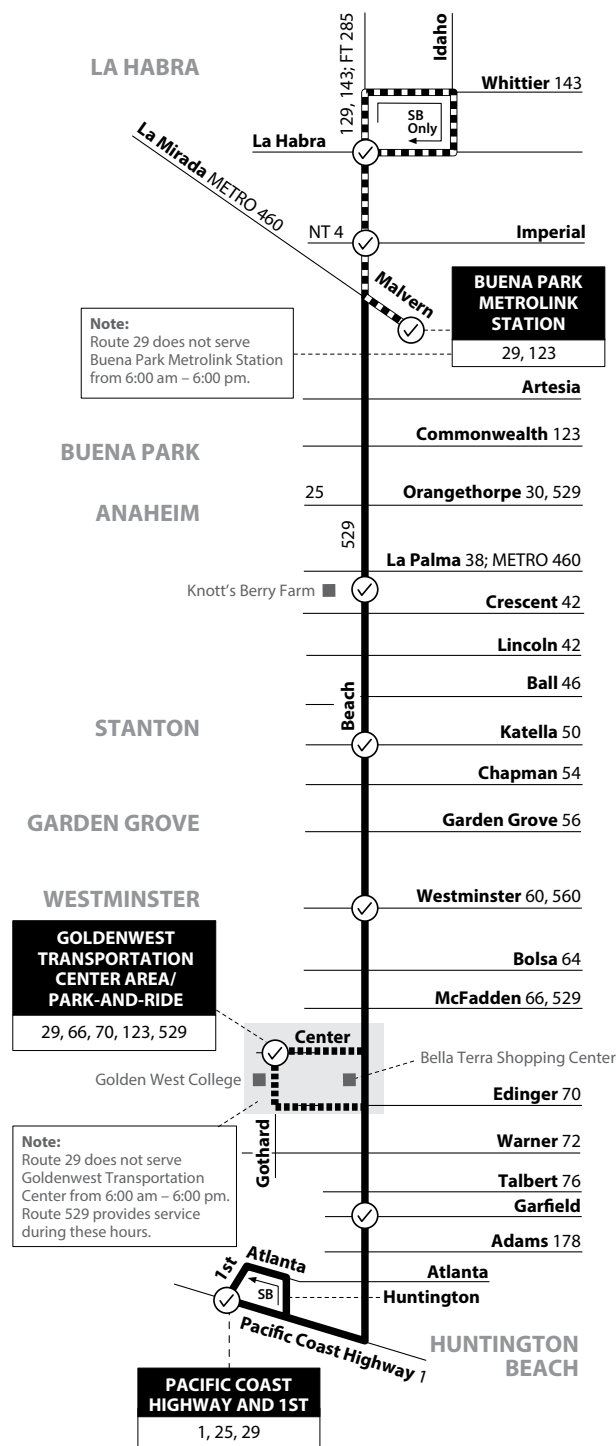 129, 143; FT 285
Idaho
LA HABRA
Whittier 143
SB
Only
La Habra
La Mirada METRO 460
NT 4
Imperial
Malvern
BUENA PARK
METROLINK
STATION
29, 123
Note:
Route 29 does not serve
Buena Park Metrolink Station
from 6:00 am – 6:00 pm.
Artesia
Commonwealth 123
BUENA PARK
25
Orangethorpe 30, 529
ANAHEIM
529
La Palma 38; METRO 460
Knott's Berry Farm
Crescent 42
Lincoln 42
Ball 46
Beach
STANTON
Katella 50
Chapman 54
GARDEN GROVE
Garden Grove 56
WESTMINSTER
Westminster 60, 560
GOLDENWEST
TRANSPORTATION
CENTER AREA/
PARK-AND-RIDE
29, 66, 70, 123, 529
Bolsa 64
McFadden 66, 529
Center
Bella Terra Shopping Center
Golden West College
Edinger 70
Gothard
Note:
Route 29 does not serve
Goldenwest Transportation
Center from 6:00 am – 6:00 pm.
Route 529 provides service
during these hours.
Warner 72
Talbert 76
Garfield
Adams 178
1st
Atlanta
Atlanta
SB
Huntington
Pacific Coast Highway 1
HUNTINGTON
BEACH
PACIFIC COAST
HIGHWAY AND 1ST
1, 25, 29